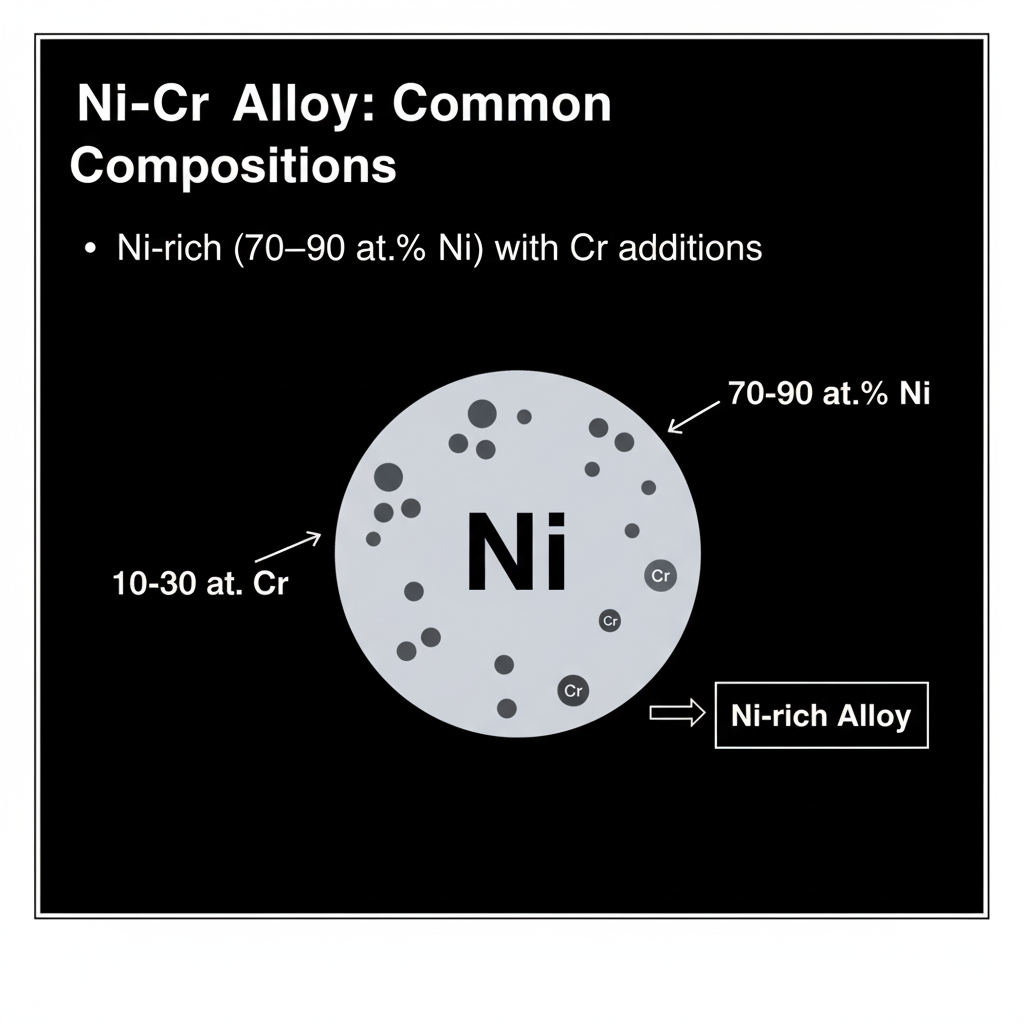 Ni-Cr Alloy: Common
Compositions
• Ni-rich (70–90 at.% Ni) with Cr additions
70-90 at.% Ni
Ni
10-30 at. Cr
Cr
Cr
Cr
Ni-rich Alloy